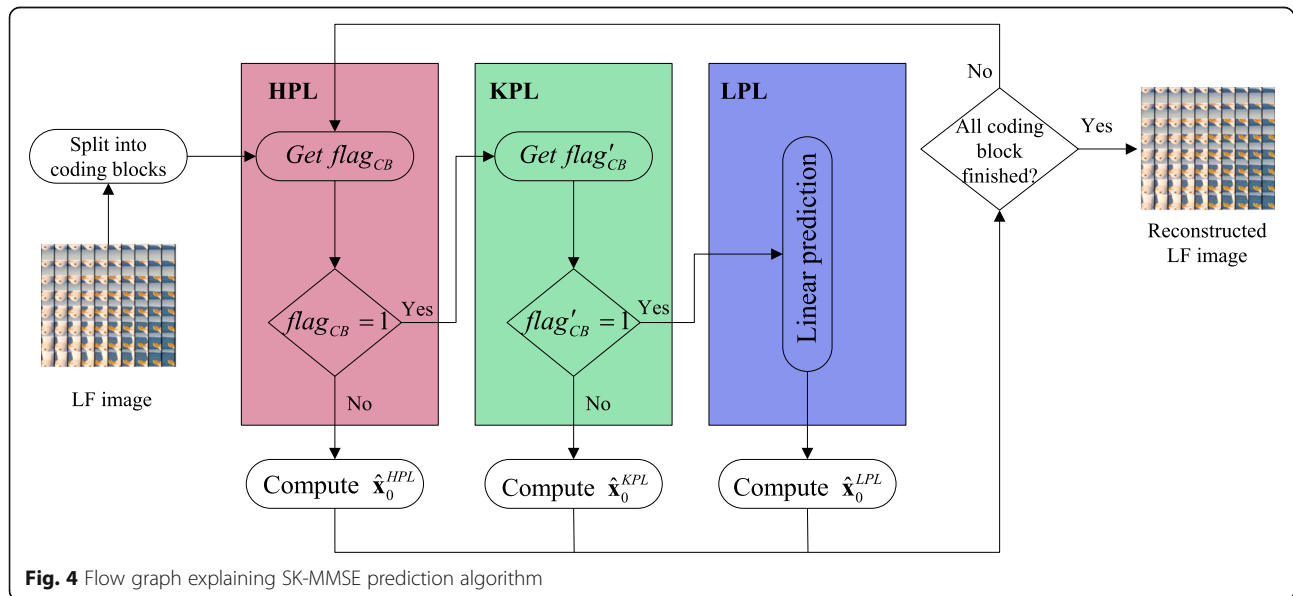 HPL
KPL
LPL
No
Split into
coding blocks
Get flag_CB
Get flag′_CB
Linear prediction
All coding
block
finished?
Yes
Reconstructed
LF image
LF image
flag_CB = 1
Yes
flag′_CB = 1
Yes
No
No
Compute x̂_0^HPL
Compute x̂_0^KPL
Compute x̂_0^LPL
Fig. 4 Flow graph explaining SK-MMSE prediction algorithm